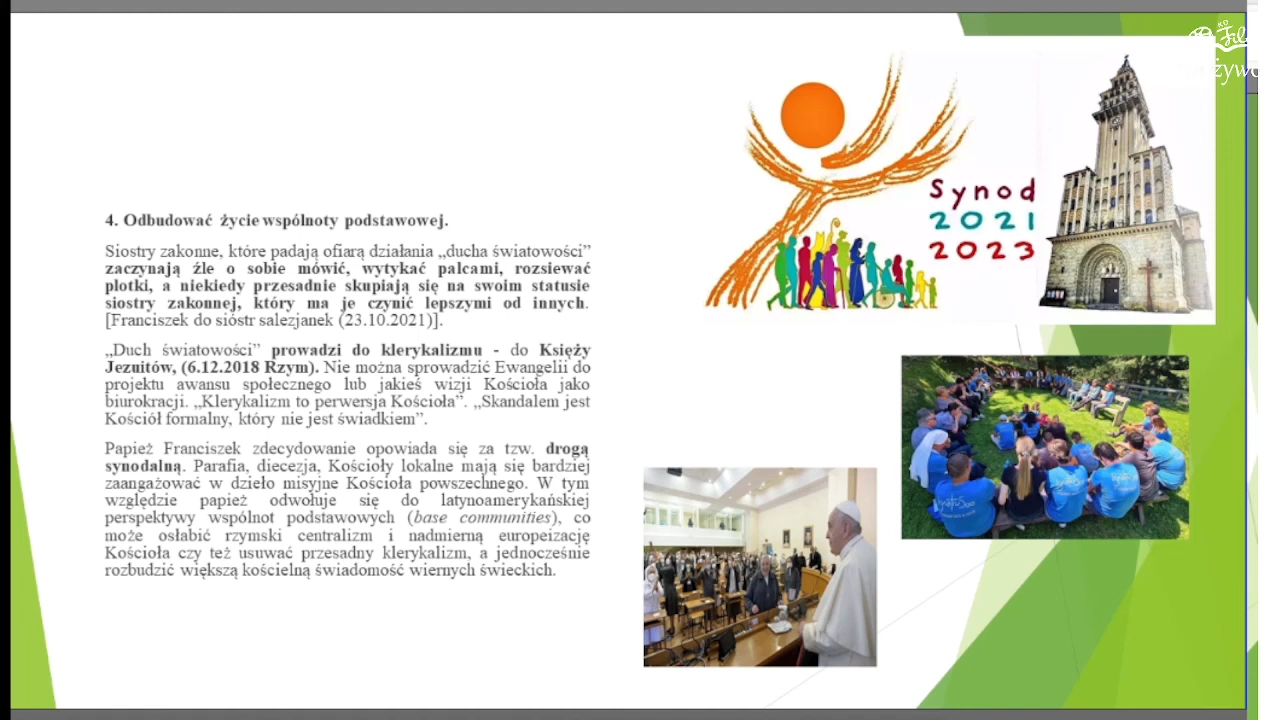 4. Odbudować życie wspólnoty podstawowej.
Siostry zakonne, które padają ofiarą działania „ducha światowości”
zaczynają źle o sobie mówić, wytykać palcami, rozsiewać
plotki, a niekiedy przesadnie skupiają się na swoim statusie
siostry zakonnej, który ma je czynić lepszymi od innych.
[Franciszek do sióstr salezjanek (23.10.2021)].
„Duch światowości” prowadzi do klerykalizmu - do Księży
Jezuitów, (6.12.2018 Rzym). Nie można sprowadzić Ewangelii do
projektu awansu społecznego lub jakieś wizji Kościoła jako
biurokracji. „Klerykalizm to perwersja Kościoła”. „Skandalem jest
Kościół formalny, który nie jest świadkiem”.
Papież Franciszek zdecydowanie opowiada się za tzw. drogą
synodalną. Parafia, diecezja, Kościoły lokalne mają się bardziej
zaangażować w dzieło misyjne Kościoła powszechnego. W tym
względzie papież odwołuje się do latynoamerykańskiej
perspektywy wspólnot podstawowych (base communities), co
może osłabić rzymski centralizm i nadmierną europeizację
Kościoła czy też usuwać przesadny klerykalizm, a jednocześnie
rozbudzić większą kościelną świadomość wiernych świeckich.
Synod
2021
2023